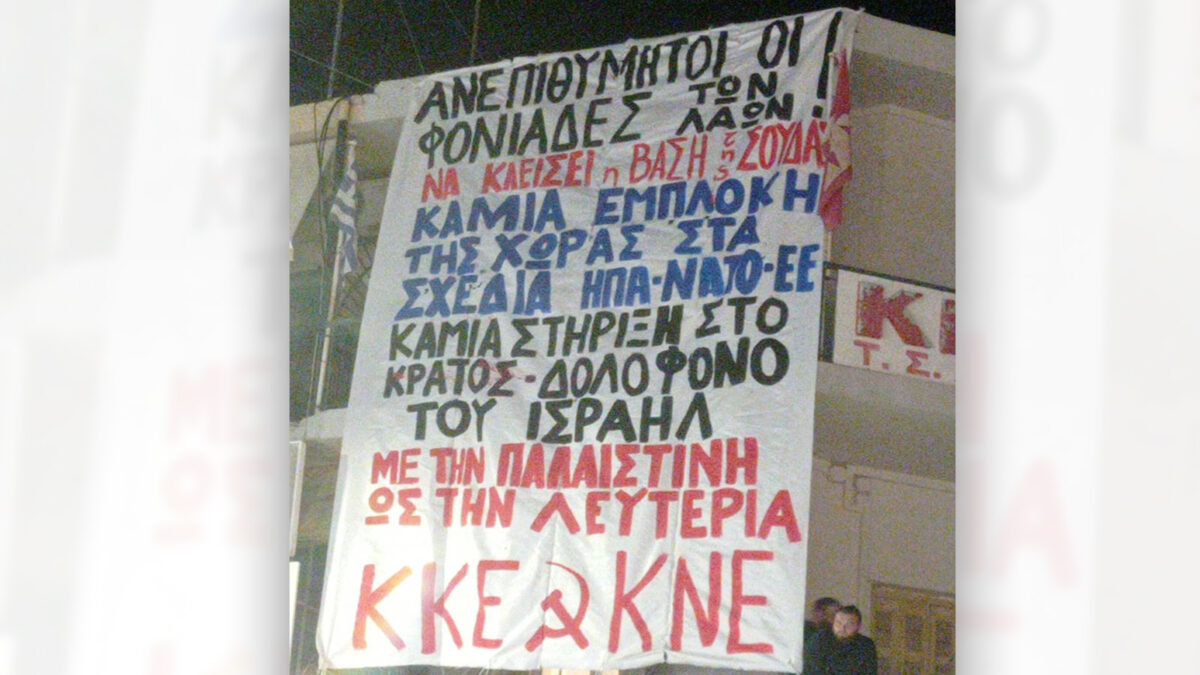 ΑΝΕΠΙΘΥΜΗΤΟΙ ΟΙ
ΦΟΝΙΑΔΕΣ ΤΩΝ ΛΑΩΝ!
ΝΑ ΚΛΕΙΣΕΙ η ΒΑΣΗ της ΣΟΥΔΑΣ
ΚΑΜΙΑ ΕΜΠΛΟΚΗ
ΤΗΣ ΧΩΡΑΣ ΣΤΑ
ΣΧΕΔΙΑ ΗΠΑ-ΝΑΤΟ-ΕΕ
ΚΑΜΙΑ ΣΤΗΡΙΞΗ ΣΤΟ
ΚΡΑΤΟΣ-ΔΟΛΟΦΟΝΟ
ΤΟΥ ΙΣΡΑΗΛ
ΜΕ ΤΗΝ ΠΑΛΑΙΣΤΙΝΗ
ΩΣ ΤΗΝ ΛΕΥΤΕΡΙΑ
ΚΚΕ ΚΝΕ
Τ. Σ.